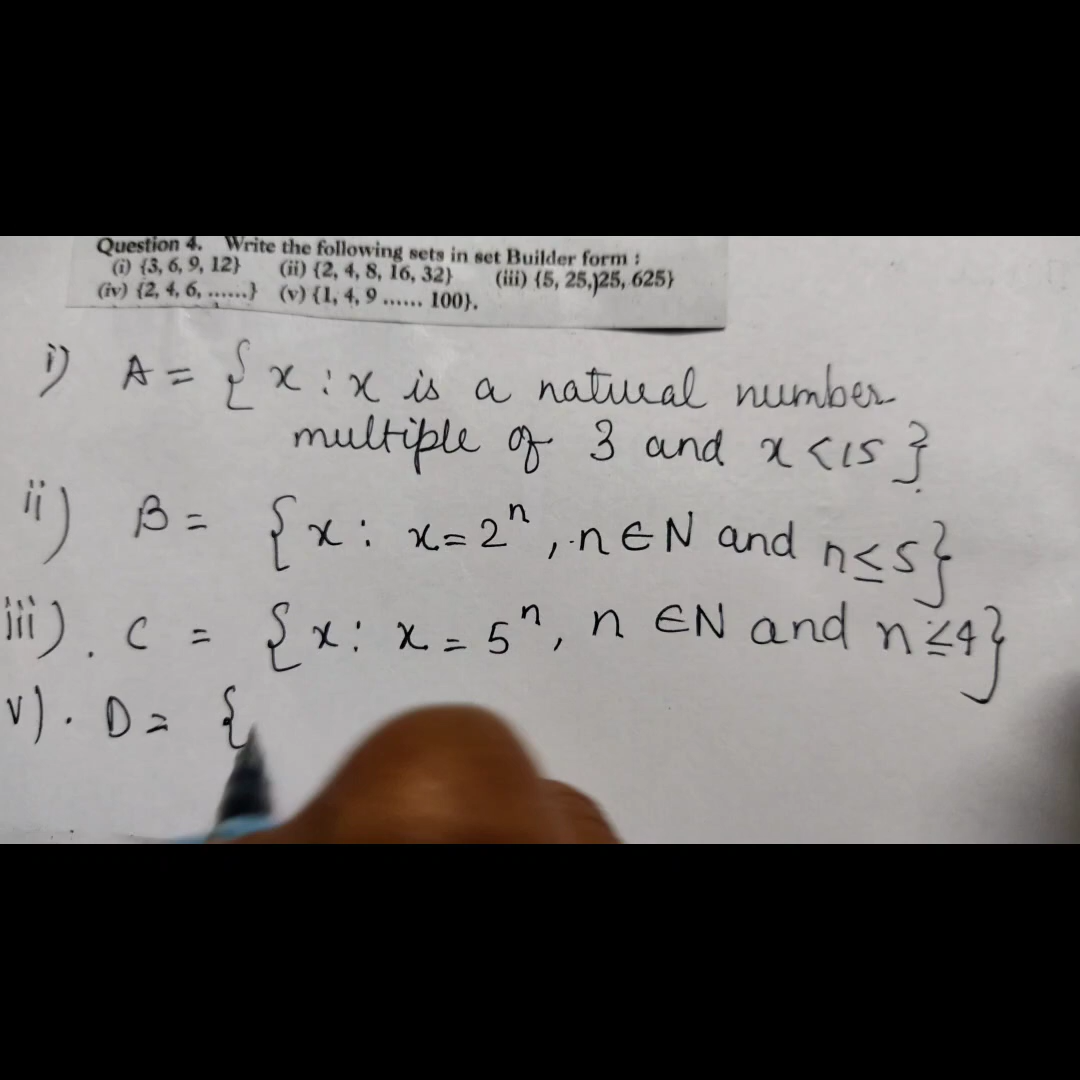 Question 4. Write the following sets in set Builder form :
(i) {3, 6, 9, 12} (ii) {2, 4, 8, 16, 32} (iii) {5, 25,)25, 625}
(iv) {2, 4, 6, ......} (v) {1, 4, 9 ...... 100}.
i) A = { x : x is a natural number
multiple of 3 and x < 15 }
ii) B = { x : x = 2ⁿ, n ∈ N and n ≤ 5}
iii). C = { x : x = 5ⁿ, n ∈ N and n ≤ 4}
v). D = {